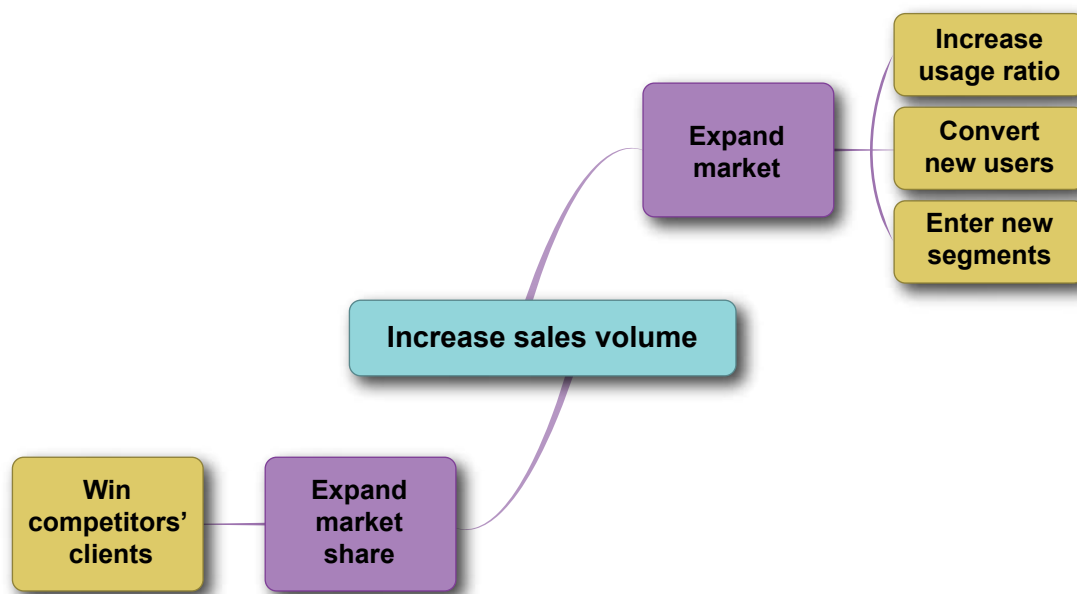 Increase
usage ratio
Expand
market
Convert
new users
Enter new
segments
Increase sales volume
Win
competitors’
clients
Expand
market
share